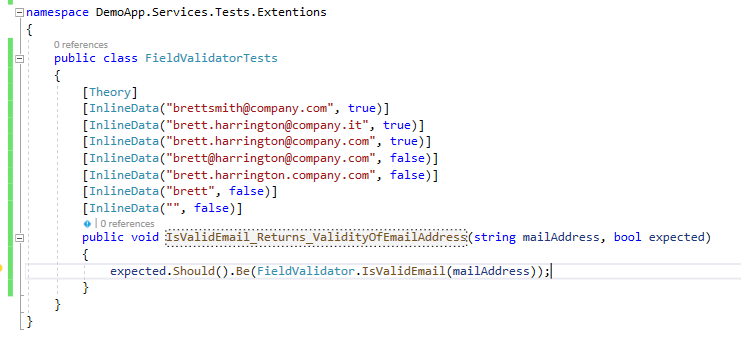 namespace DemoApp.Services.Tests.Extentions
{
0 references
public class FieldValidatorTests
{
[Theory]
[InlineData("brettsmith@company.com", true)]
[InlineData("brett.harrington@company.it", true)]
[InlineData("brett.harrington@company.com", true)]
[InlineData("brett@harrington@company.com", false)]
[InlineData("brett.harrington.company.com", false)]
[InlineData("brett", false)]
[InlineData("", false)]
| 0 references
public void IsValidEmail_Returns_ValidityOfEmailAddress(string mailAddress, bool expected)
{
expected.Should().Be(FieldValidator.IsValidEmail(mailAddress));
}
}
}